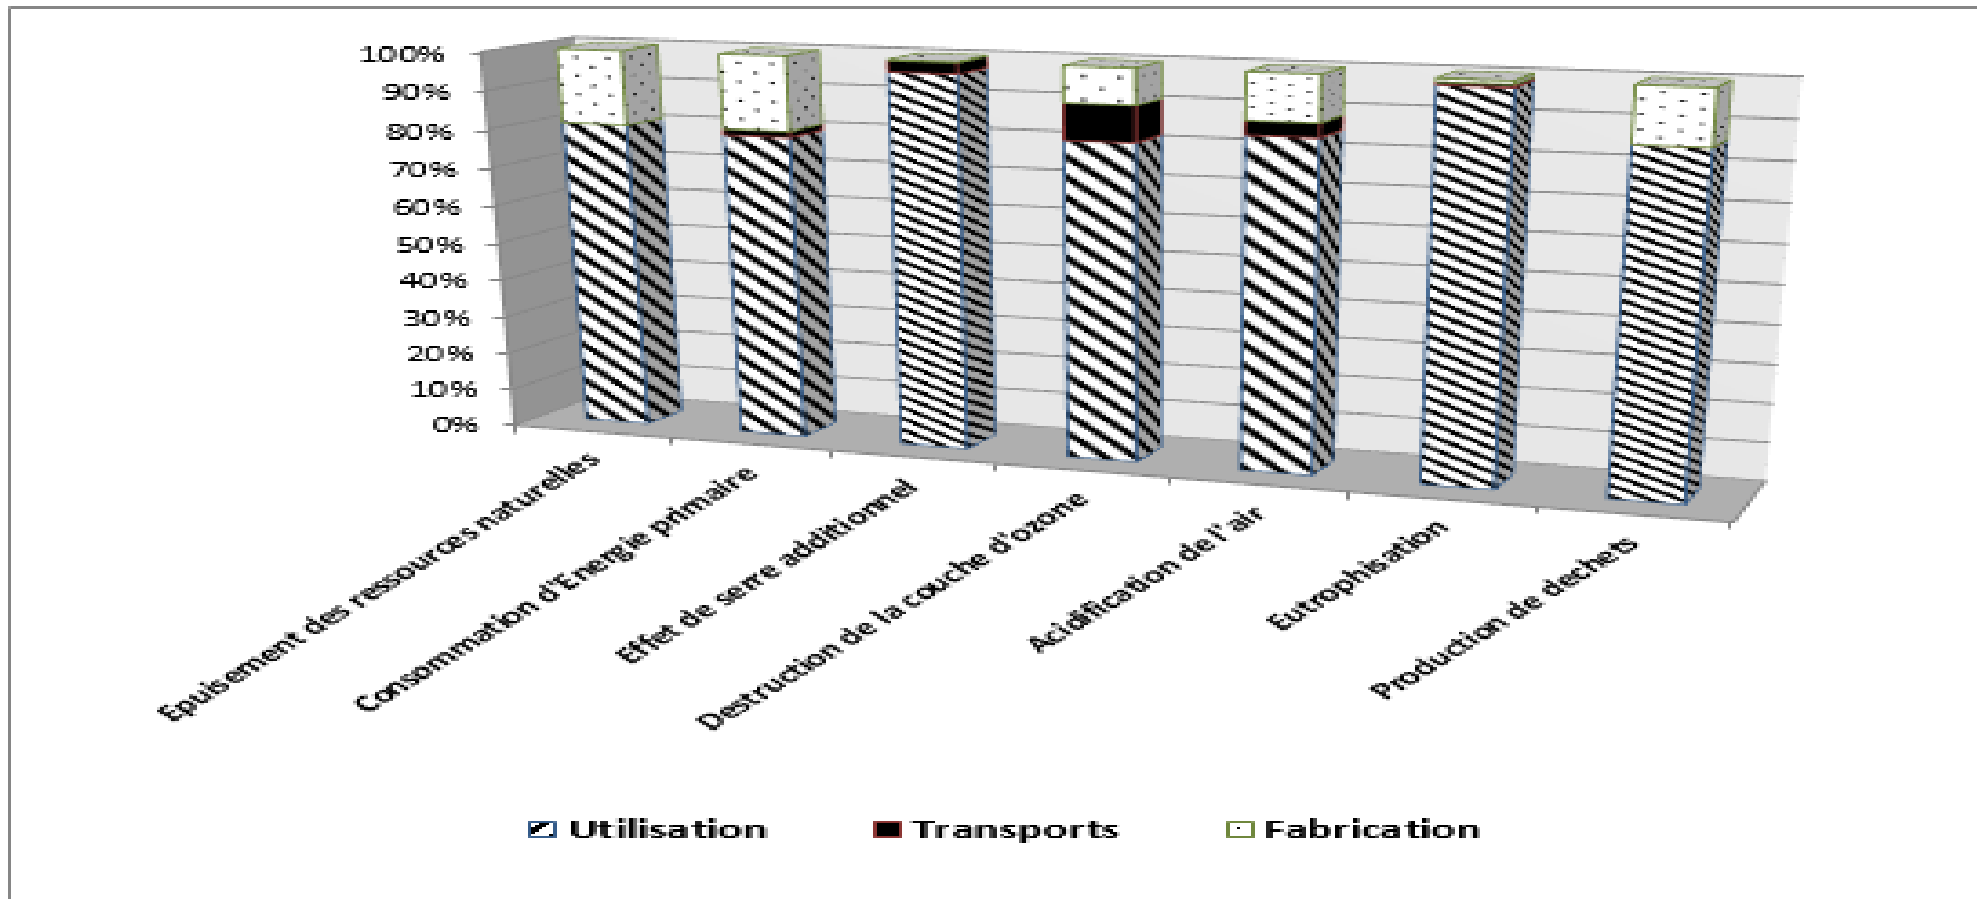 100%
90%
80%
70%
60%
50%
40%
30%
20%
10%
0%
Epuisement des ressources naturelles
Consommation d'Energie primaire
Effet de serre additionnel
Destruction de la couche d'ozone
Acidification de l'air
Eutrophisation
Production de dechets
Utilisation
Transports
Fabrication